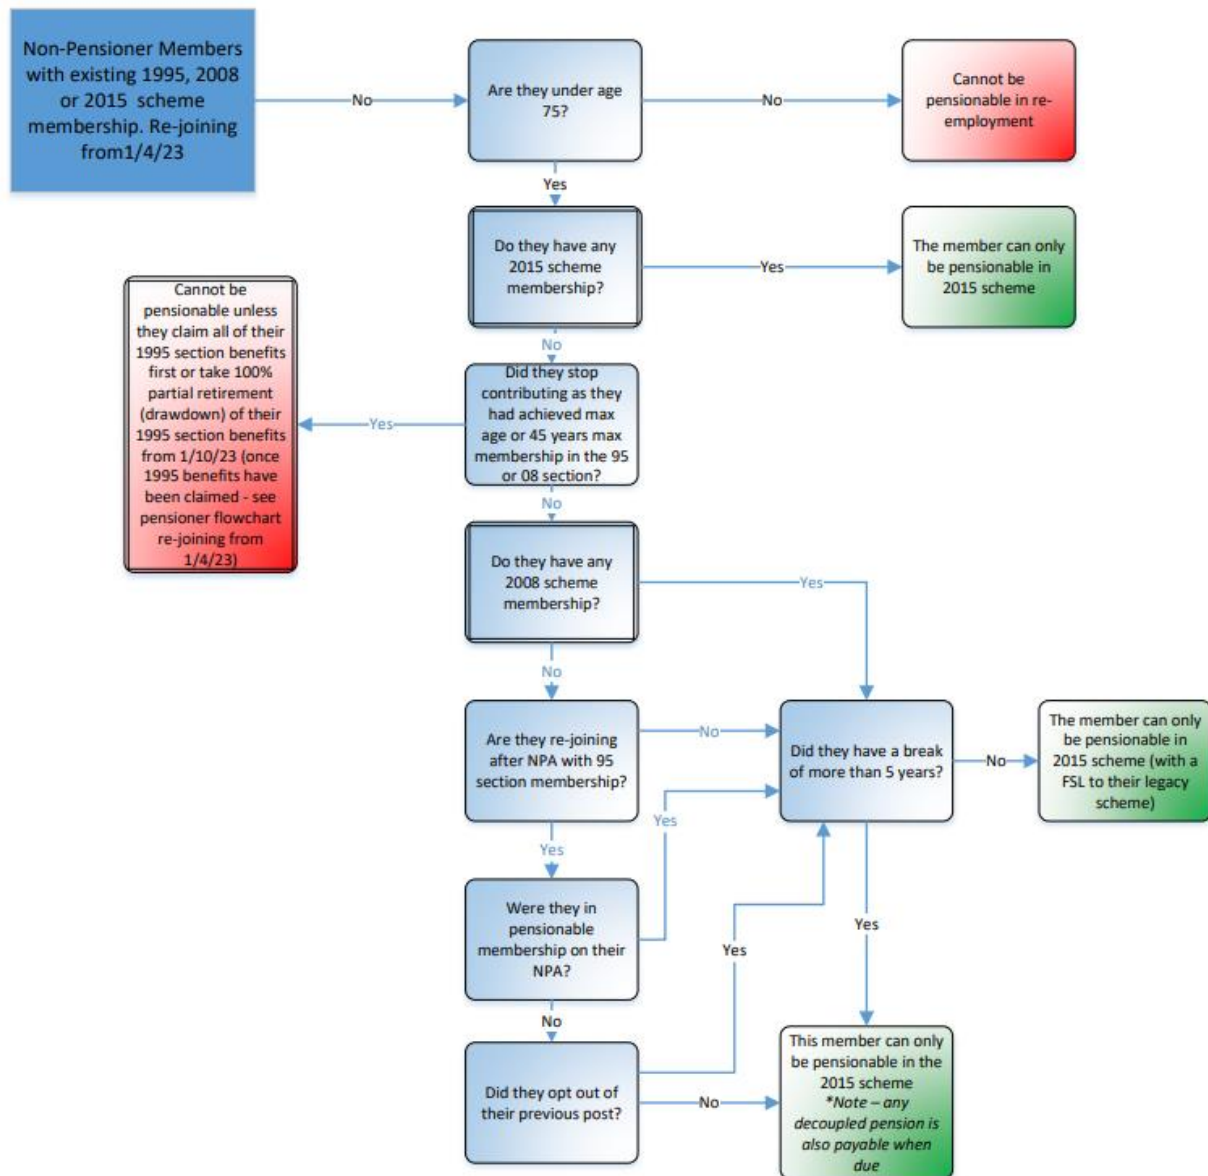 Non-Pensioner Members
with existing 1995, 2008
or 2015 scheme
membership. Re-joining
from1/4/23
No
Are they under age
75?
No
Cannot be
pensionable in re-
employment
Yes
Do they have any
2015 scheme
membership?
Yes
The member can only
be pensionable in
2015 scheme
No
Did they stop
contributing as they
had achieved max
age or 45 years max
membership in the 95
or 08 section?
Yes
Cannot be
pensionable unless
they claim all of their
1995 section benefits
first or take 100%
partial retirement
(drawdown) of their
1995 section benefits
from 1/10/23 (once
1995 benefits have
been claimed - see
pensioner flowchart
re-joining from
1/4/23)
No
Do they have any
2008 scheme
membership?
Yes
No
Are they re-joining
after NPA with 95
section membership?
No
Did they have a break
of more than 5 years?
No
The member can only
be pensionable in
2015 scheme (with a
FSL to their legacy
scheme)
Yes
Yes
Were they in
pensionable
membership on their
NPA?
Yes
Yes
No
Did they opt out of
their previous post?
No
This member can only
be pensionable in the
2015 scheme
*Note – any
decoupled pension is
also payable when
due